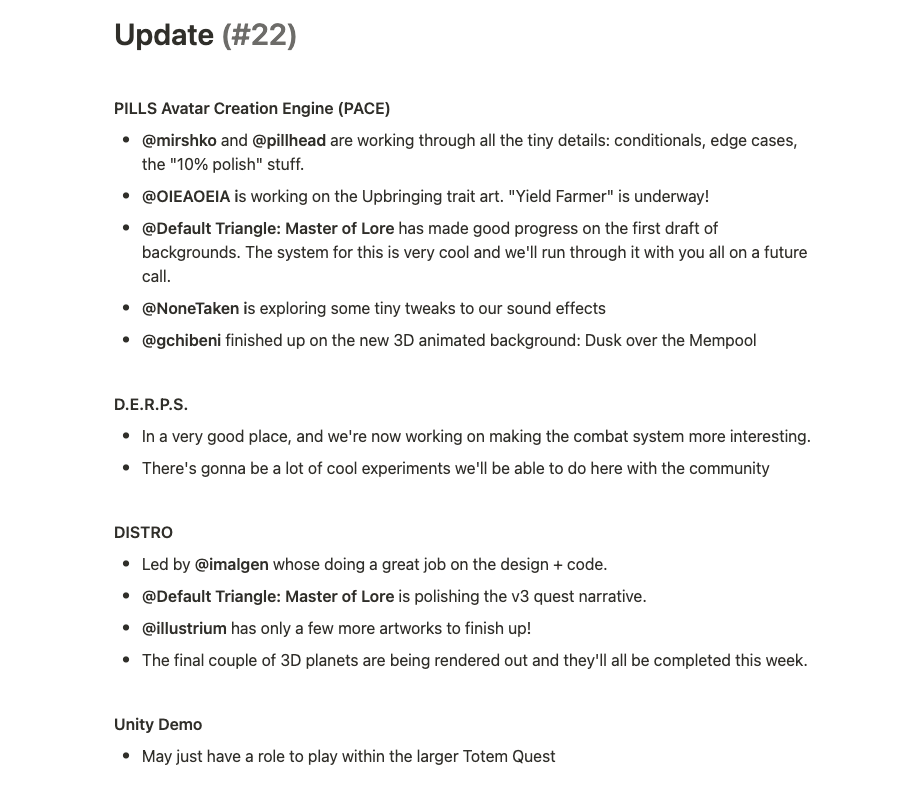 Update (#22)
PILLS Avatar Creation Engine (PACE)
• @mirshko and @pillhead are working through all the tiny details: conditionals, edge cases,
the "10% polish" stuff.
• @OIEAOEIA is working on the Upbringing trait art. "Yield Farmer" is underway!
• @Default Triangle: Master of Lore has made good progress on the first draft of
backgrounds. The system for this is very cool and we'll run through it with you all on a future
call.
• @NoneTaken is exploring some tiny tweaks to our sound effects
• @gchibeni finished up on the new 3D animated background: Dusk over the Mempool
D.E.R.P.S.
• In a very good place, and we're now working on making the combat system more interesting.
• There's gonna be a lot of cool experiments we'll be able to do here with the community
DISTRO
• Led by @imalgen whose doing a great job on the design + code.
• @Default Triangle: Master of Lore is polishing the v3 quest narrative.
• @illustrium has only a few more artworks to finish up!
• The final couple of 3D planets are being rendered out and they'll all be completed this week.
Unity Demo
• May just have a role to play within the larger Totem Quest